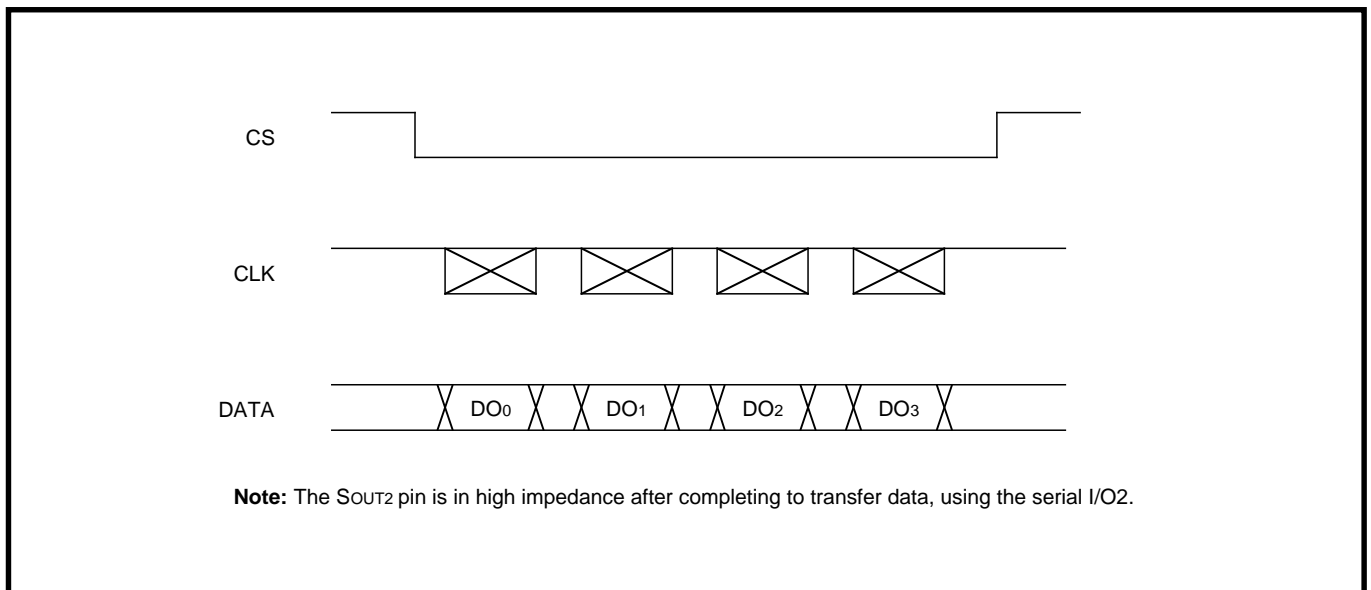 CS
CLK
DATA
DO0
DO1
DO2
DO3
Note: The SOUT2 pin is in high impedance after completing to transfer data, using the serial I/O2.